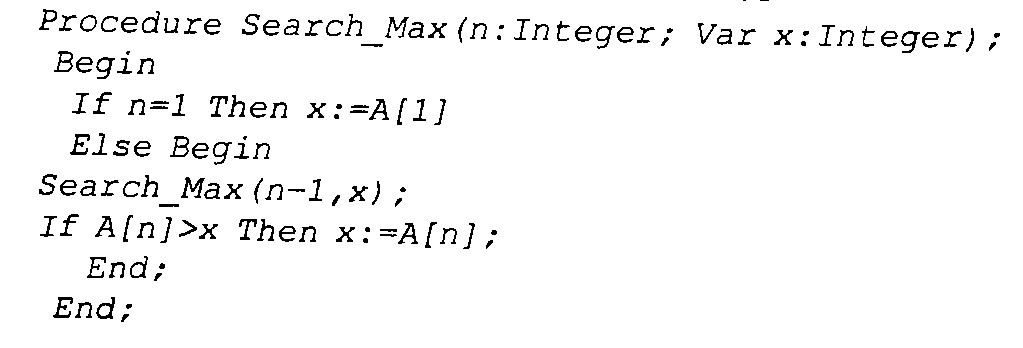 Procedure Search_Max(n:Integer; Var x:Integer);
Begin
If n=1 Then x:=A[1]
Else Begin
Search_Max(n-1,x);
If A[n]>x Then x:=A[n];
End;
End;